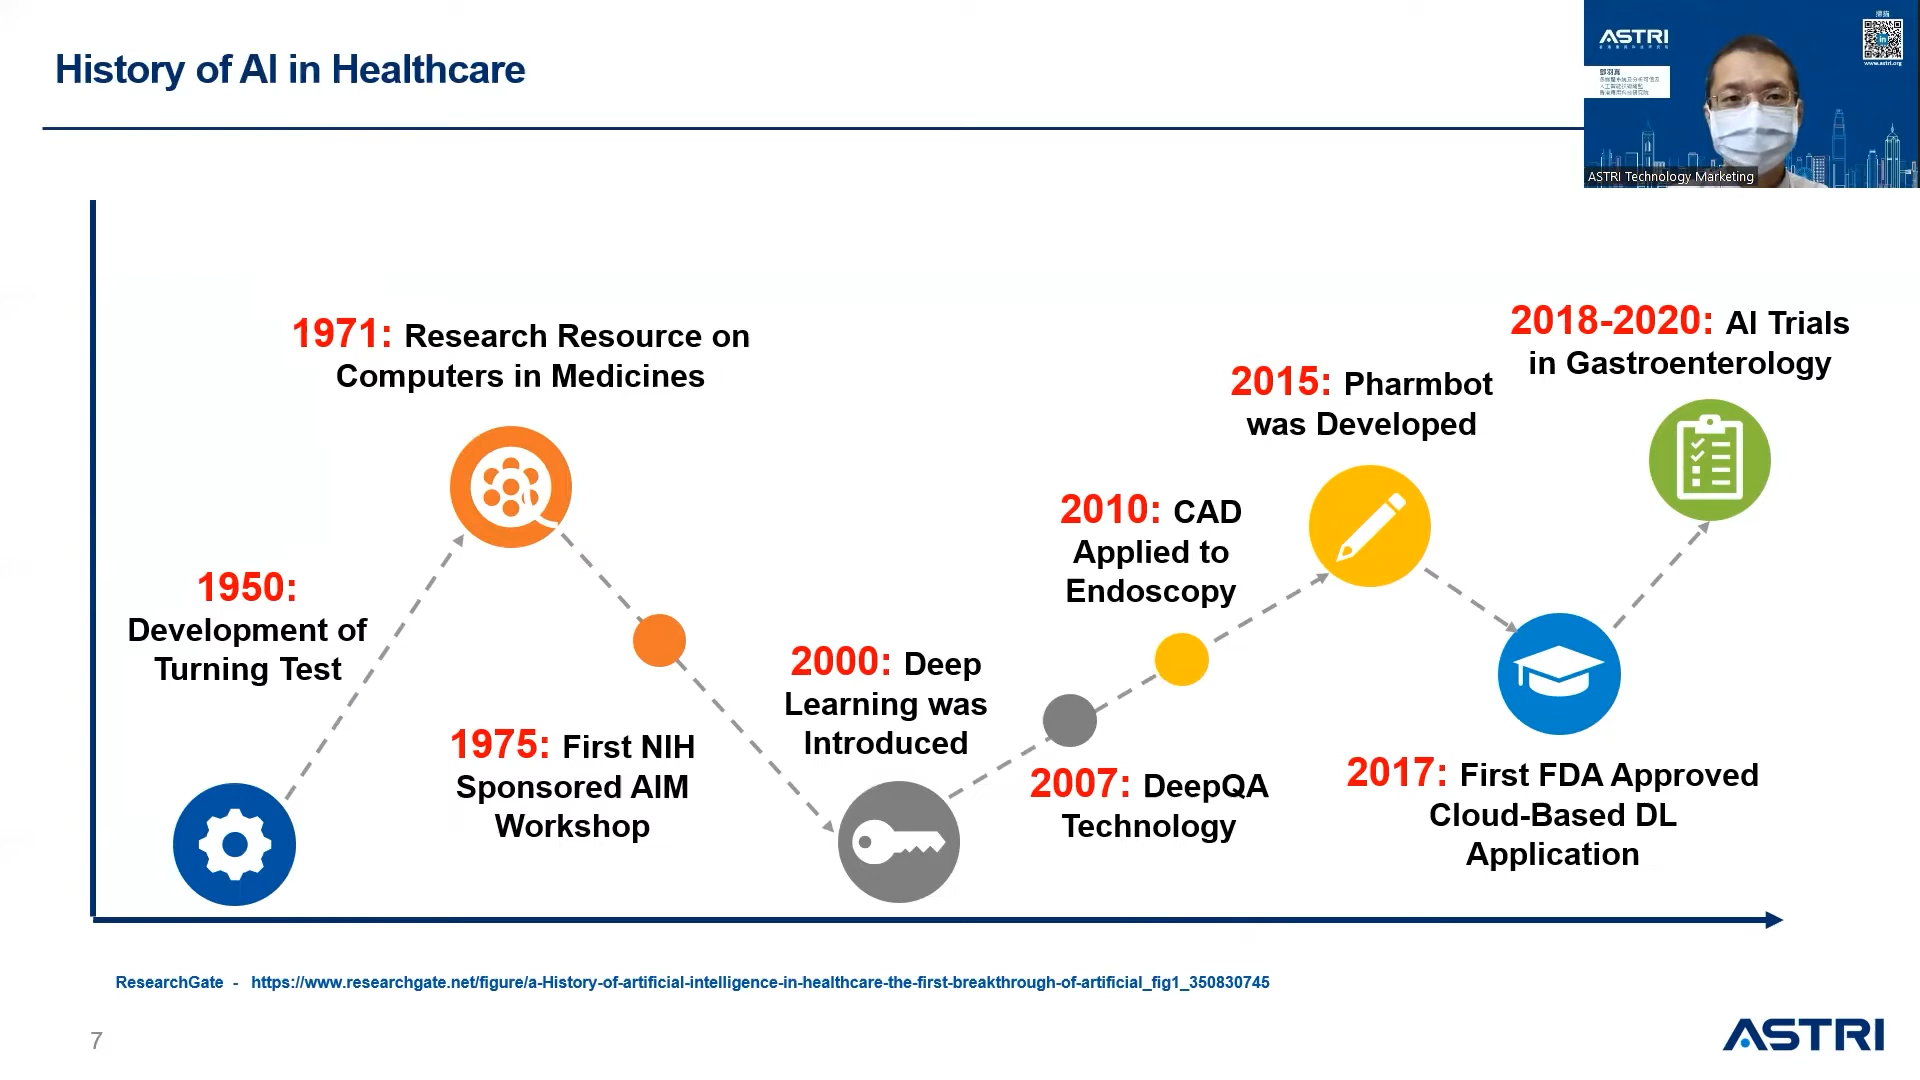 History of AI in Healthcare
ASTRI
www.astri.org
ASTRI Technology Marketing
1971: Research Resource on
Computers in Medicines
2018-2020: AI Trials
in Gastroenterology
2015: Pharmbot
was Developed
2010: CAD
Applied to
Endoscopy
1950:
Development of
Turning Test
2000: Deep
Learning was
Introduced
1975: First NIH
Sponsored AIM
Workshop
2007: DeepQA
Technology
2017: First FDA Approved
Cloud-Based DL
Application
ResearchGate - https://www.researchgate.net/figure/a-History-of-artificial-intelligence-in-healthcare-the-first-breakthrough-of-artificial_fig1_350830745
7
ASTRI